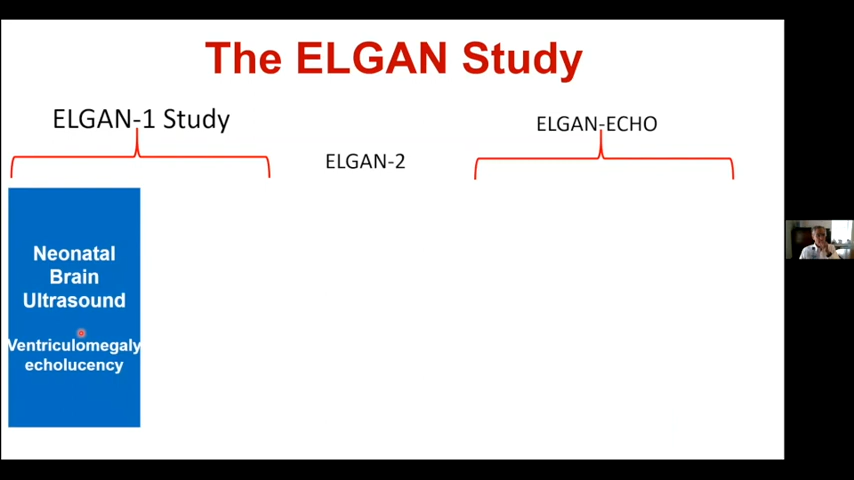 The ELGAN Study
ELGAN-1 Study
ELGAN-ECHO
ELGAN-2
Neonatal
Brain
Ultrasound
Ventriculomegaly
echolucency